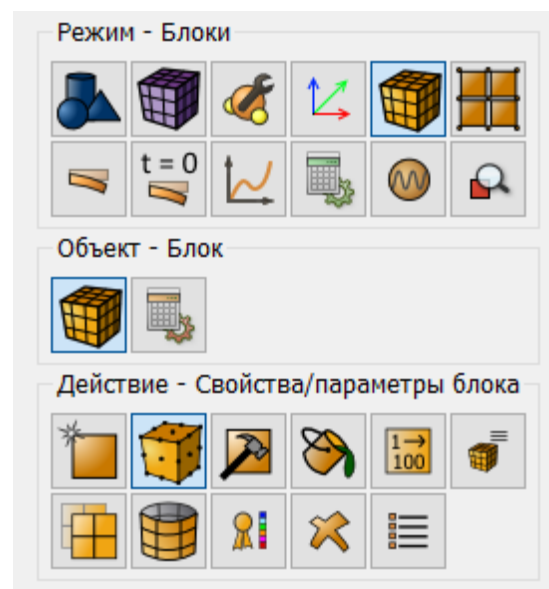 Режим - Блоки
t = 0
Объект - Блок
Действие - Свойства/параметры блока
1→
100